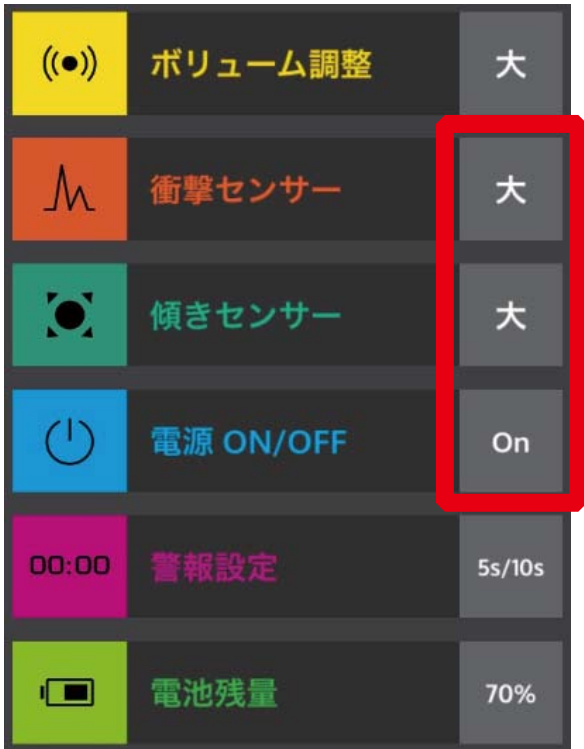 ボリューム調整 大
衝撃センサー 大
傾きセンサー 大
電源 ON/OFF On
00:00 警報設定 5s/10s
電池残量 70%